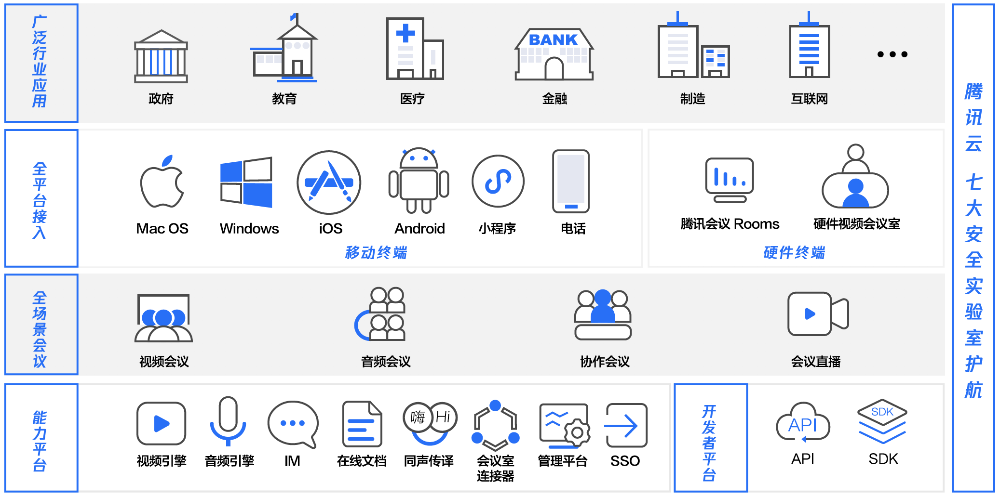 广泛行业应用
BANK
政府
教育
医疗
金融
制造
互联网
全平台接入
Mac OS
Windows
iOS
Android
小程序
电话
移动终端
腾讯会议 Rooms
硬件视频会议室
硬件终端
全场景会议
视频会议
音频会议
协作会议
会议直播
能力平台
视频引擎
音频引擎
IM
在线文档
嗨
Hi
同声传译
会议室
连接器
管理平台
SSO
开发者平台
API
API
SDK
SDK
腾讯云 七大安全实验室护航